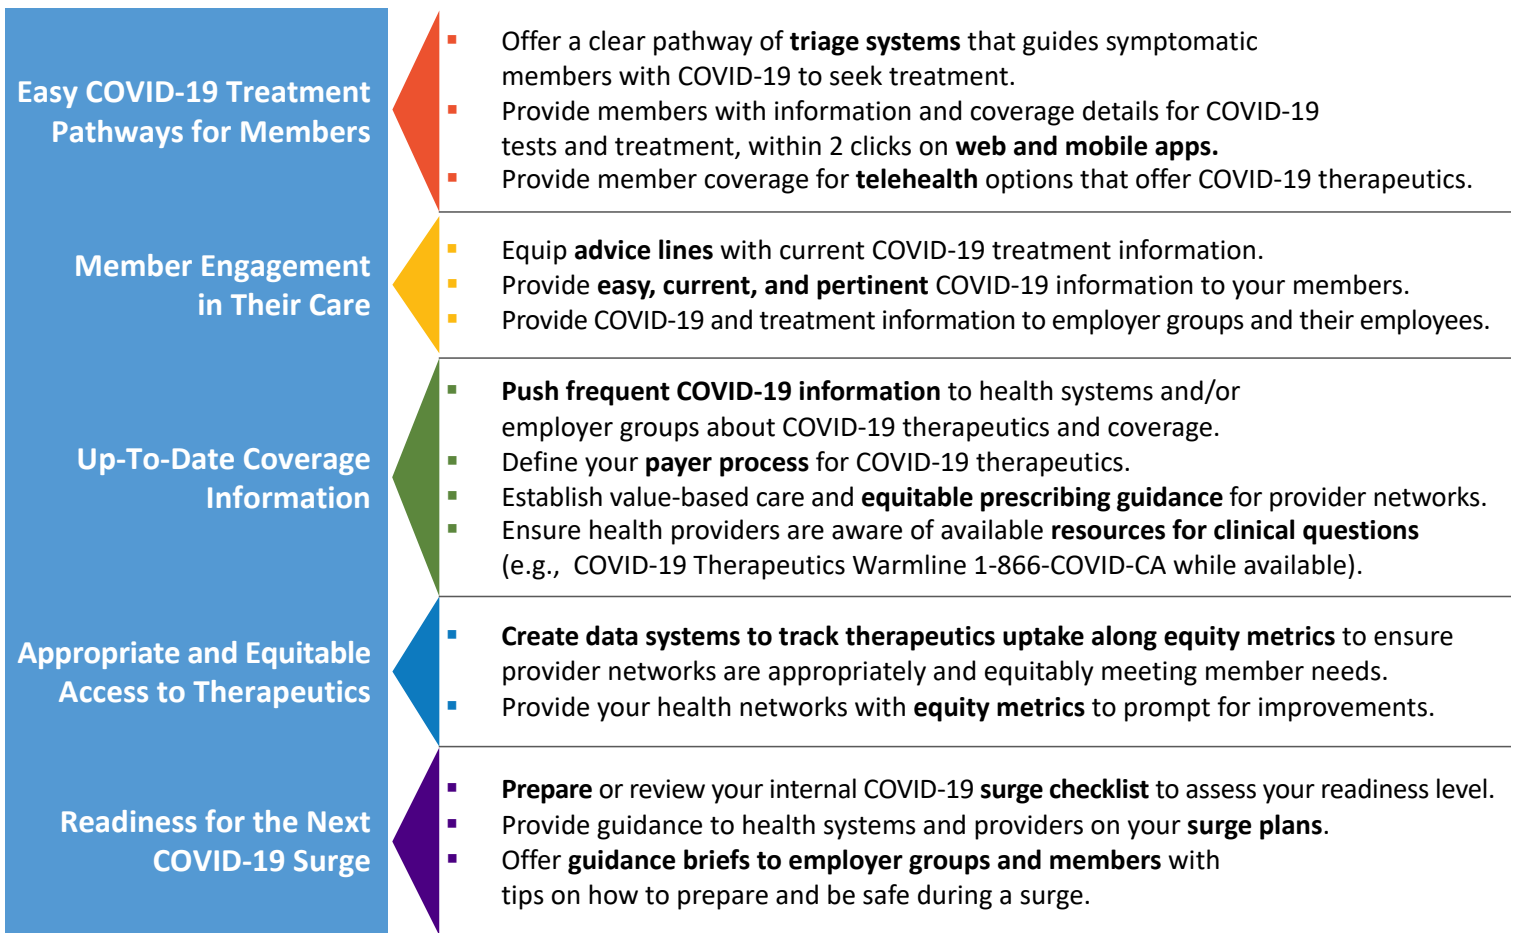 Easy COVID-19 Treatment
Pathways for Members
▪ Offer a clear pathway of triage systems that guides symptomatic
members with COVID-19 to seek treatment.
▪ Provide members with information and coverage details for COVID-19
tests and treatment, within 2 clicks on web and mobile apps.
▪ Provide member coverage for telehealth options that offer COVID-19 therapeutics.
Member Engagement
in Their Care
▪ Equip advice lines with current COVID-19 treatment information.
▪ Provide easy, current, and pertinent COVID-19 information to your members.
▪ Provide COVID-19 and treatment information to employer groups and their employees.
Up-To-Date Coverage
Information
▪ Push frequent COVID-19 information to health systems and/or
employer groups about COVID-19 therapeutics and coverage.
▪ Define your payer process for COVID-19 therapeutics.
▪ Establish value-based care and equitable prescribing guidance for provider networks.
▪ Ensure health providers are aware of available resources for clinical questions
(e.g., COVID-19 Therapeutics Warmline 1-866-COVID-CA while available).
Appropriate and Equitable
Access to Therapeutics
▪ Create data systems to track therapeutics uptake along equity metrics to ensure
provider networks are appropriately and equitably meeting member needs.
▪ Provide your health networks with equity metrics to prompt for improvements.
Readiness for the Next
COVID-19 Surge
▪ Prepare or review your internal COVID-19 surge checklist to assess your readiness level.
▪ Provide guidance to health systems and providers on your surge plans.
▪ Offer guidance briefs to employer groups and members with
tips on how to prepare and be safe during a surge.